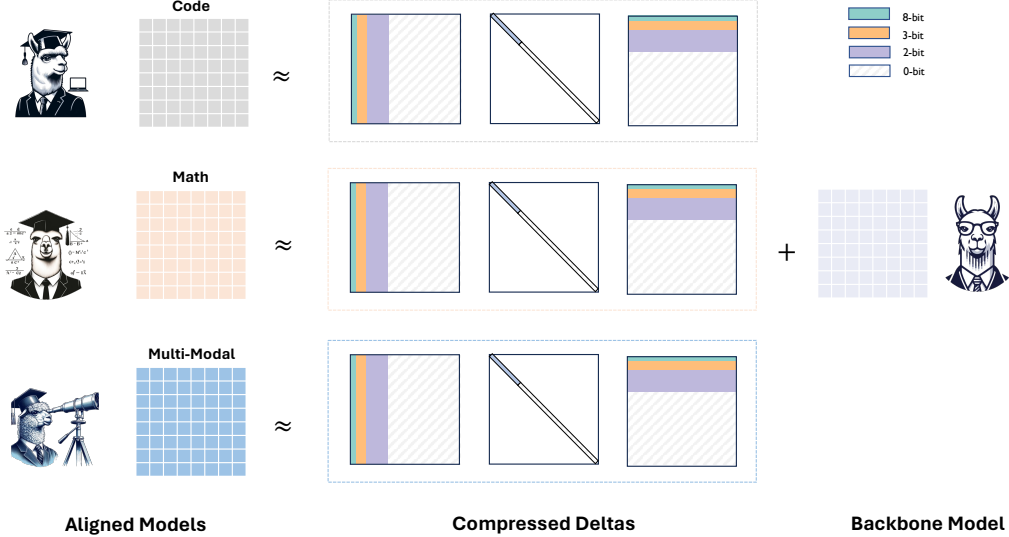 Code
≈
8-bit
3-bit
2-bit
0-bit
Math
≈
+
Multi-Modal
≈
Aligned Models
Compressed Deltas
Backbone Model